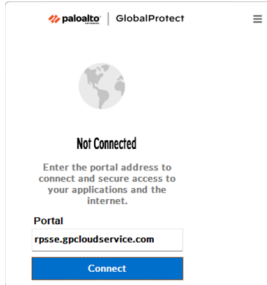 paloalto | GlobalProtect
Not Connected
Enter the portal address to
connect and secure access to
your applications and the
internet.
Portal
rpsse.gpcloudservice.com
Connect